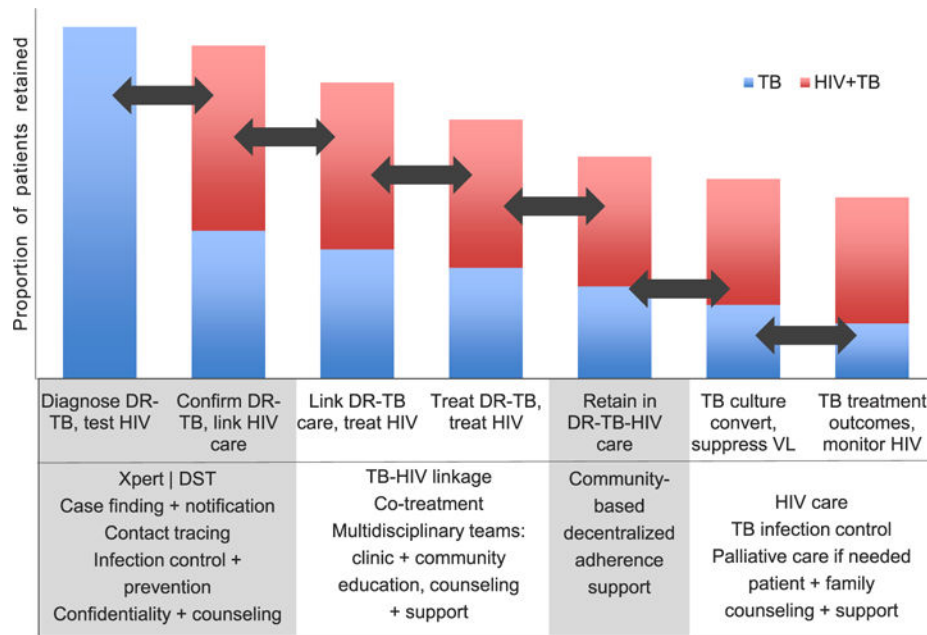 Proportion of patients retained
TB
HIV+TB
Diagnose DR-
TB, test HIV
Confirm DR-
TB, link HIV
care
Link DR-TB
care, treat HIV
Treat DR-TB,
treat HIV
Retain in
DR-TB-HIV
care
TB culture
convert,
suppress VL
TB treatment
outcomes,
monitor HIV
Xpert | DST
Case finding + notification
Contact tracing
Infection control +
prevention
Confidentiality + counseling
TB-HIV linkage
Co-treatment
Multidisciplinary teams:
clinic + community
education, counseling
+ support
Community-
based
decentralized
adherence
support
HIV care
TB infection control
Palliative care if needed
patient + family
counseling + support